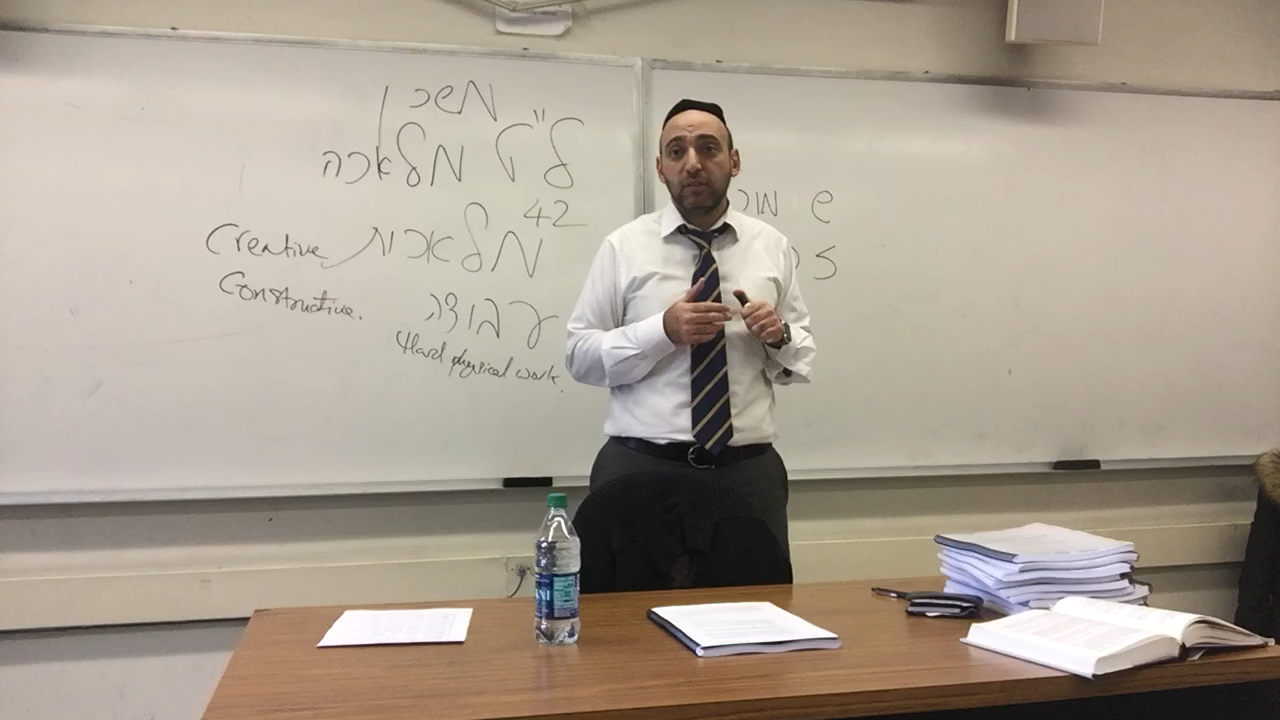 משכן
ל"ט מלאכה
42
מלאכות Creative
Constructive.
עבודה
Hard physical work.